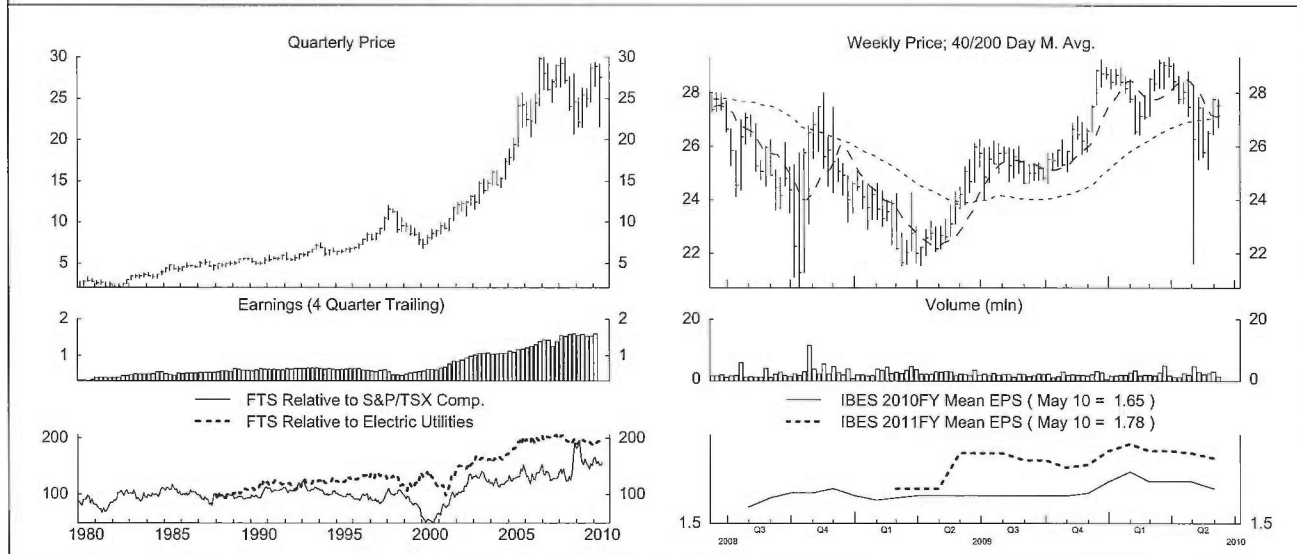 Quarterly Price
30
25
20
15
10
5
30
25
20
15
10
5
Earnings (4 Quarter Trailing)
2
1
2
1
FTS Relative to S&P/TSX Comp.
FTS Relative to Electric Utilities
200
100
200
100
1980
1985
1990
1995
2000
2005
2010
Weekly Price; 40/200 Day M. Avg.
28
26
24
22
28
26
24
22
Volume (mln)
20
0
20
0
IBES 2010FY Mean EPS ( May 10 = 1.65 )
IBES 2011FY Mean EPS ( May 10 = 1.78 )
1.5
1.5
Q3
Q4
Q1
Q2
Q3
Q4
Q1
Q2
2008
2009
2010